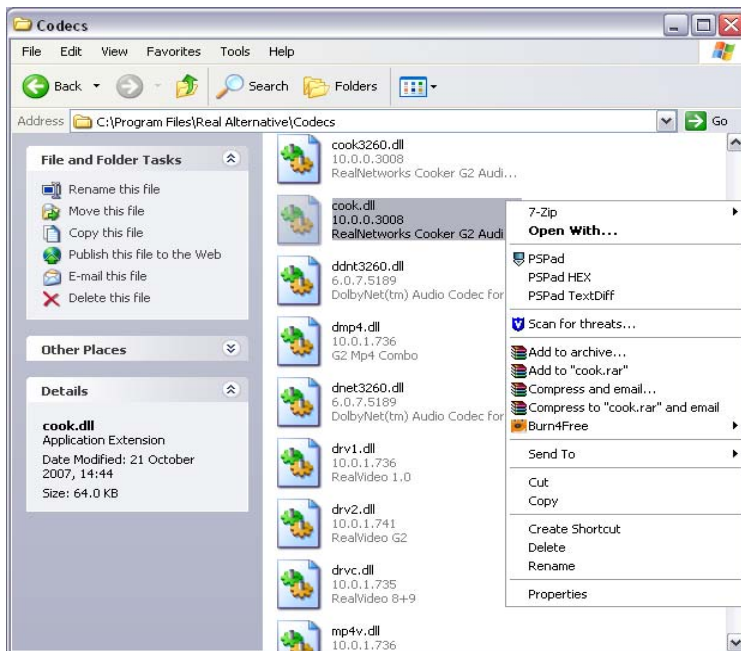 Codecs
File Edit View Favorites Tools Help
Back Search Folders
Address C:\Program Files\Real Alternative\Codecs Go
File and Folder Tasks
Rename this file
Move this file
Copy this file
Publish this file to the Web
E-mail this file
Delete this file
Other Places
Details
cook.dll
Application Extension
Date Modified: 21 October
2007, 14:44
Size: 64.0 KB
cook3260.dll
10.0.0.3008
RealNetworks Cooker G2 Audi...
cook.dll
10.0.0.3008
RealNetworks Cooker G2 Audi
ddnt3260.dll
6.0.7.5189
DolbyNet(tm) Audio Codec for
dmp4.dll
10.0.1.736
G2 Mp4 Combo
dnet3260.dll
6.0.7.5189
DolbyNet(tm) Audio Codec for
drv1.dll
10.0.1.736
RealVideo 1.0
drv2.dll
10.0.1.741
RealVideo G2
drvc.dll
10.0.1.735
RealVideo 8+9
mp4v.dll
10.0.1.736
7-Zip
Open With...
PSPad
PSPad HEX
PSPad TextDiff
Scan for threats...
Add to archive...
Add to "cook.rar"
Compress and email...
Compress to "cook.rar" and email
Burn4Free
Send To
Cut
Copy
Create Shortcut
Delete
Rename
Properties